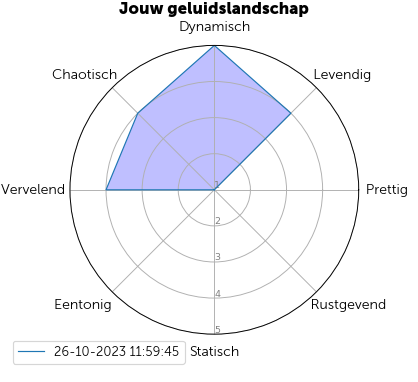 Jouw geluidslandschap
Dynamisch
Chaotisch
Levendig
Vervelend
1
Prettig
2
3
4
Eentonig
Rustgevend
5
26-10-2023 11:59:45
Statisch